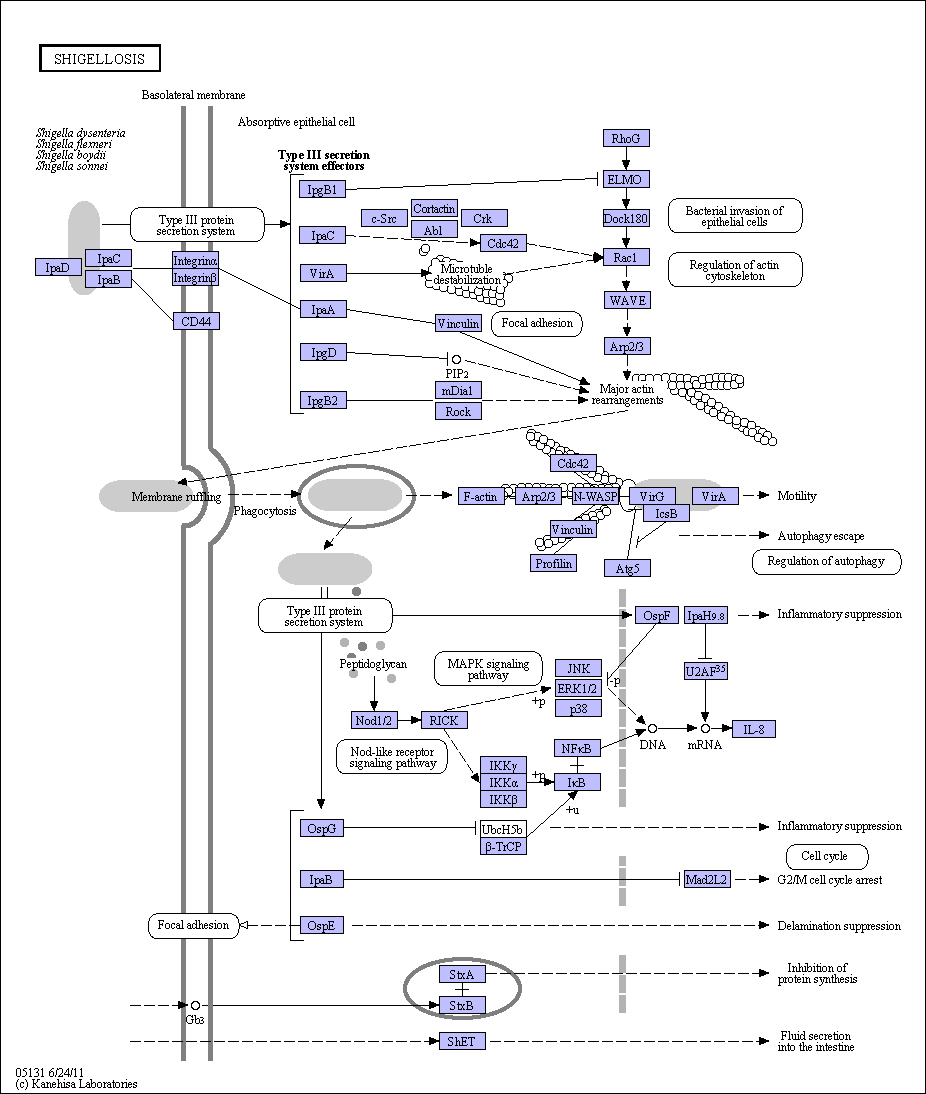 SHIGELLOSIS
Basolateral membrane
Absorptive epithelial cell
Shigella dysenteria
Shigella flexneri
Shigella boydii
Shigella sonnei
Type III secretion
system effectors
RhoG
IpgB1
ELMO
Type III protein
secretion system
c-Src
Cortactin
Abl
Crk
Dock180
Bacterial invasion of
epithelial cells
IpaC
Cdc42
Rac1
IpaD
IpaC
IpaB
Integrinα
Integrinβ
VirA
Microtuble
destabilization
Regulation of actin
cytoskeleton
WAVE
CD44
IpaA
Vinculin
Focal adhesion
IpgD
PIP2
Arp2/3
IpgB2
mDia1
Rock
Major actin
rearrangements
Cdc42
Membrane ruffling
Phagocytosis
F-actin
Arp2/3
N-WASP
VirG
VirA
Motility
IcsB
Vinculin
Autophagy escape
Profilin
Atg5
Regulation of autophagy
Type III protein
secretion system
OspF
IpaH9.8
Inflammatory suppression
Peptidoglycan
MAPK signaling
pathway
JNK
ERK1/2
p38
-p
+p
U2AF35
Nod1/2
RICK
DNA
mRNA
IL-8
Nod-like receptor
signaling pathway
NFκB
IKKγ
IKKα
IKKβ
+p
IκB
+u
OspG
UbcH5b
β-TrCP
Inflammatory suppression
Cell cycle
IpaB
Mad2L2
G2/M cell cycle arrest
Focal adhesion
OspE
Delamination suppression
StxA
StxB
Inhibition of
protein synthesis
Gb3
ShET
Fluid secretion
into the intestine
05131 6/24/11
(c) Kanehisa Laboratories